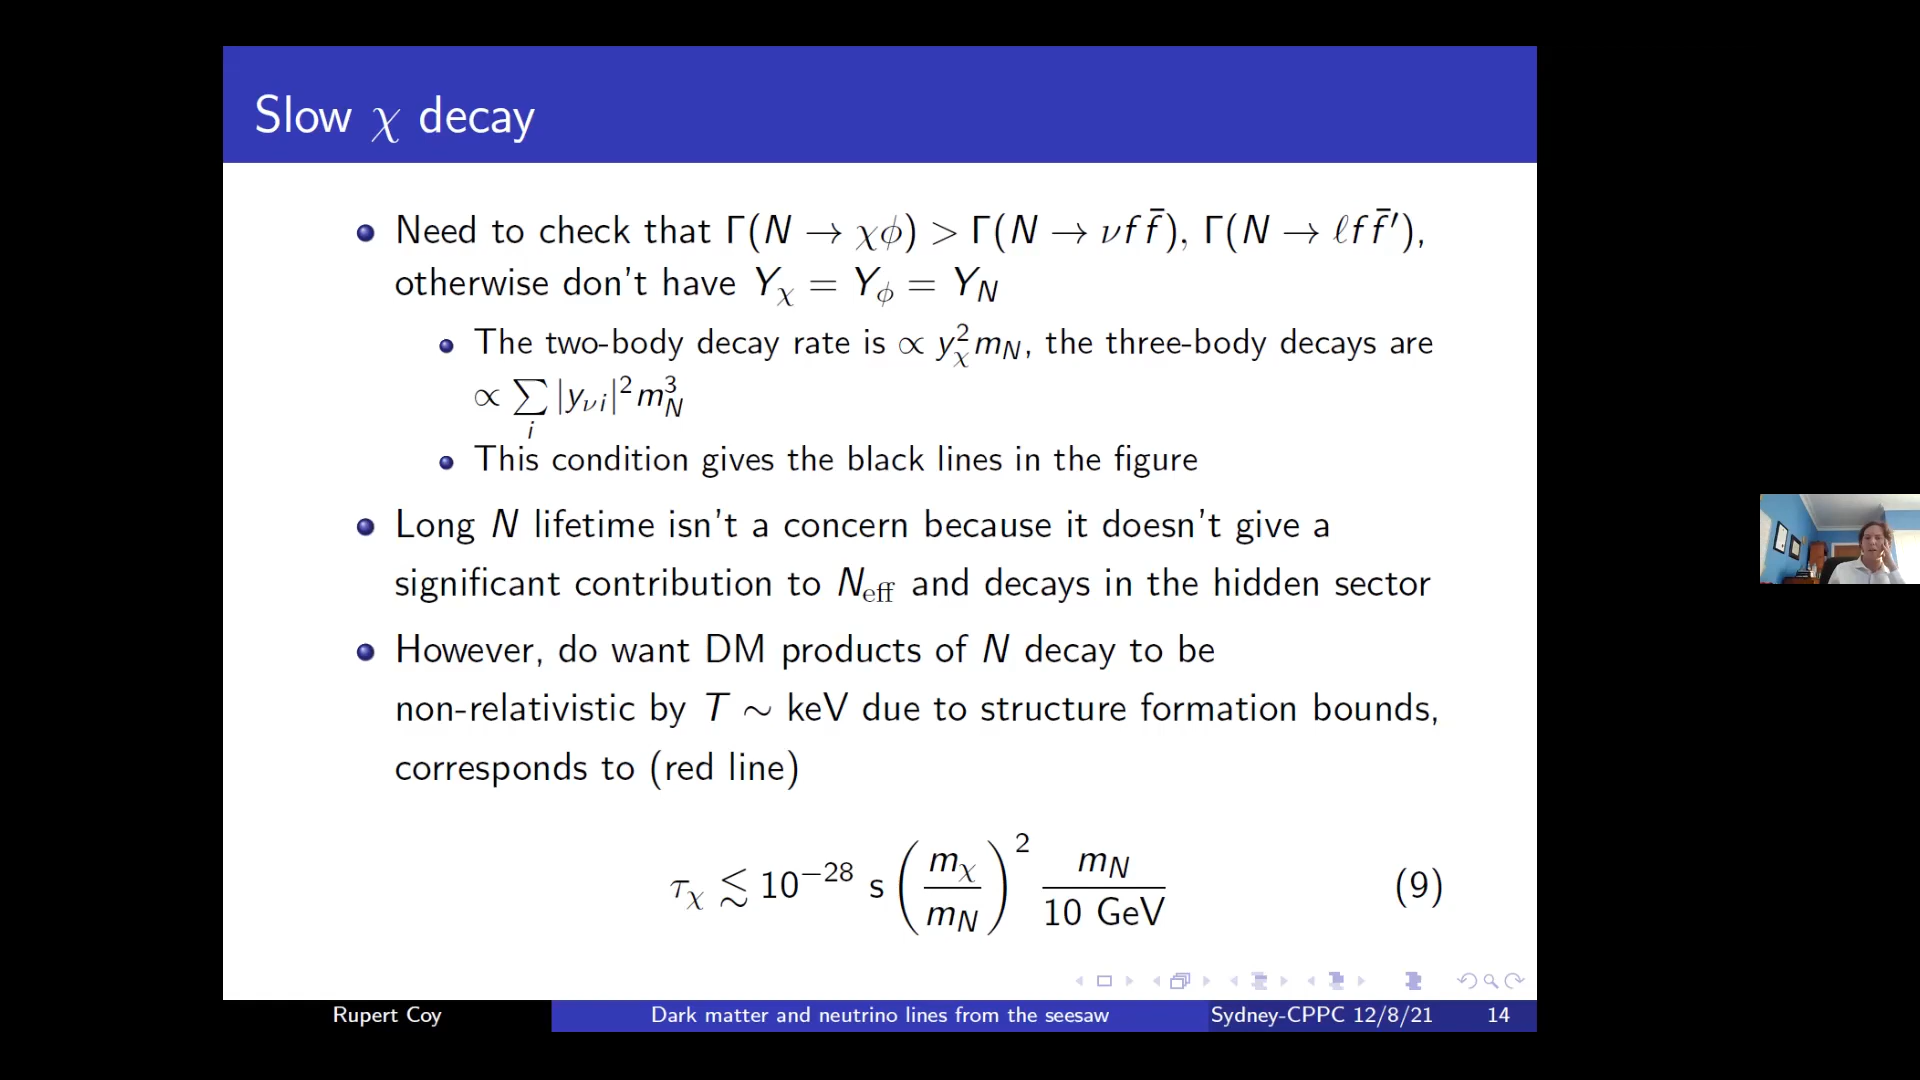 Slow χ decay
Need to check that Γ(N → χϕ) > Γ(N → νff̄), Γ(N → ℓff̄′),
otherwise don't have Y_χ = Y_ϕ = Y_N
The two-body decay rate is ∝ y_χ^2 m_N, the three-body decays are
∝ ∑_i |y_{νi}|^2 m_N^3
This condition gives the black lines in the figure
Long N lifetime isn't a concern because it doesn't give a
significant contribution to N_eff and decays in the hidden sector
However, do want DM products of N decay to be
non-relativistic by T ∼ keV due to structure formation bounds,
corresponds to (red line)
τ_χ ≲ 10^{−28} s (m_χ/m_N)^2 m_N/10 GeV (9)
Rupert Coy Dark matter and neutrino lines from the seesaw Sydney-CPPC 12/8/21 14